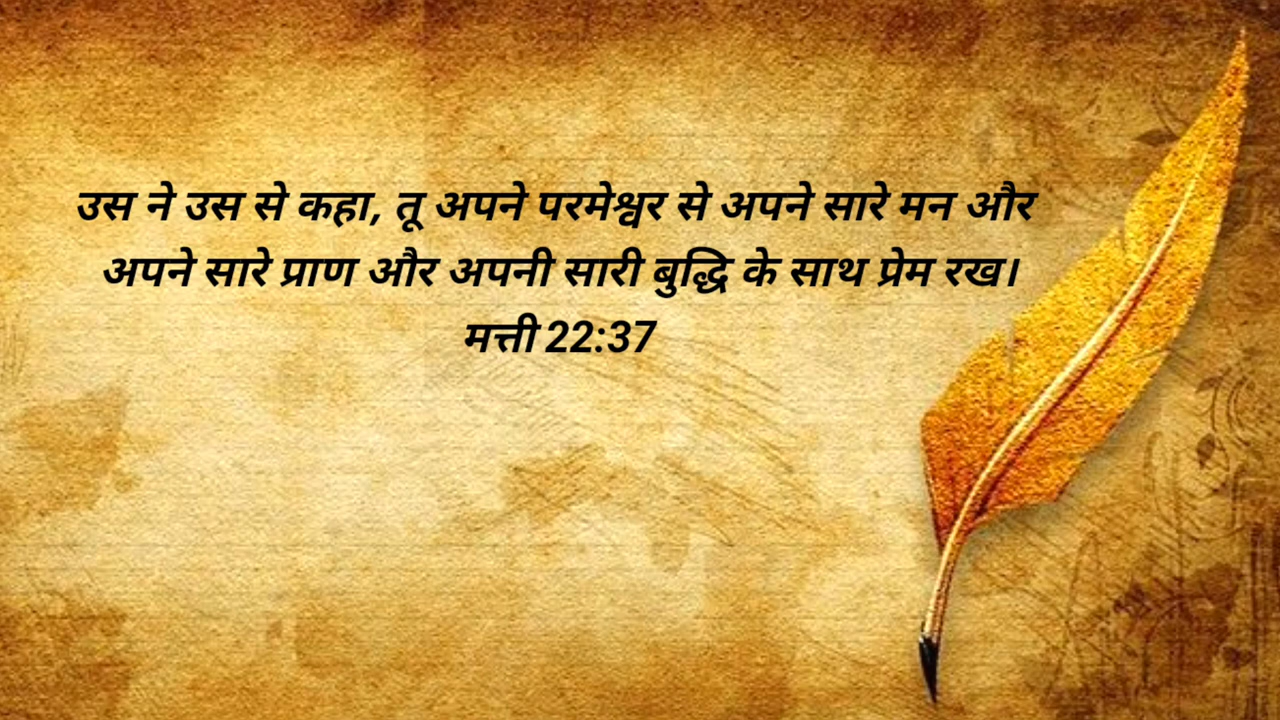 उस ने उस से कहा, तू अपने परमेश्वर से अपने सारे मन और
अपने सारे प्राण और अपनी सारी बुद्धि के साथ प्रेम रख।
मत्ती 22:37